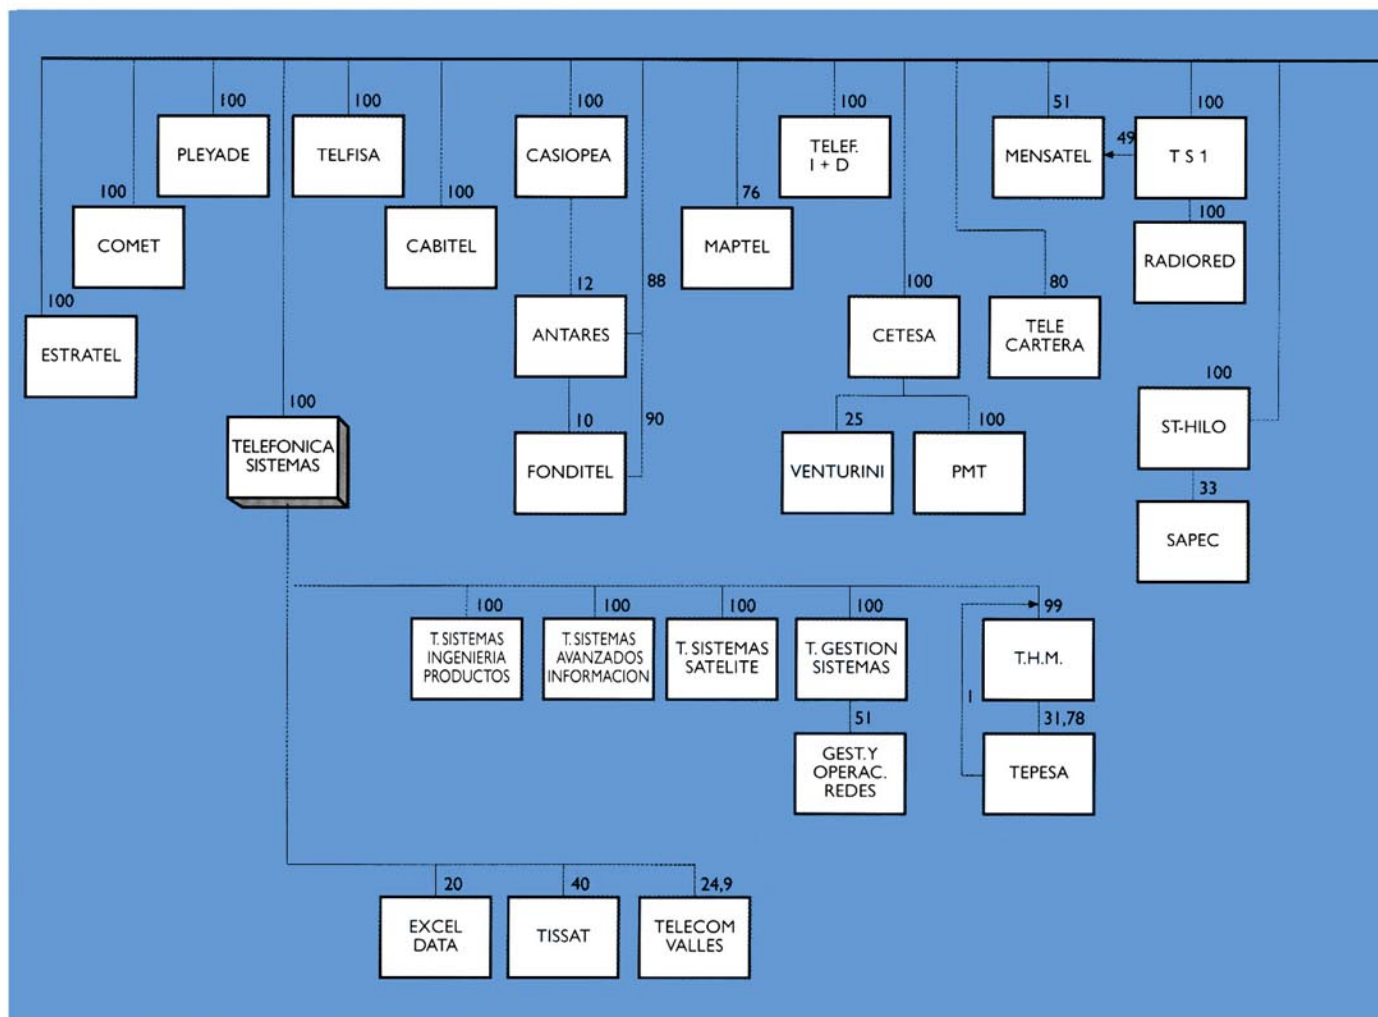 100
PLEYADE
100
TELFISA
100
CASIOPEA
100
TELEF.
I + D
51
MENSATEL
49
100
T S 1
100
COMET
100
CABITEL
76
MAPTEL
100
RADIORED
100
ESTRATEL
12
ANTARES
88
100
CETESA
80
TELE
CARTERA
100
TELEFONICA
SISTEMAS
10
FONDITEL
90
25
VENTURINI
100
PMT
100
ST-HILO
33
SAPEC
100
T. SISTEMAS
INGENIERIA
PRODUCTOS
100
T. SISTEMAS
AVANZADOS
INFORMACION
100
T. SISTEMAS
SATELITE
100
T. GESTION
SISTEMAS
99
T.H.M.
1
51
GEST. Y
OPERAC.
REDES
31,78
TEPESA
20
EXCEL
DATA
40
TISSAT
24,9
TELECOM
VALLES